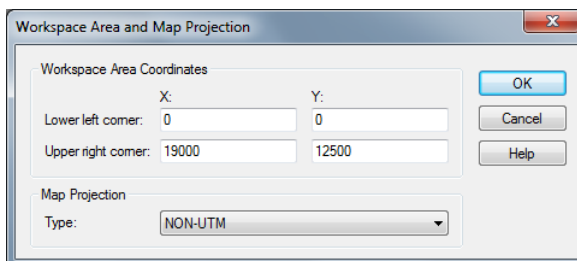 Workspace Area and Map Projection
Workspace Area Coordinates
X: Y:
Lower left corner: 0 0
Upper right corner: 19000 12500
Map Projection
Type: NON-UTM
OK
Cancel
Help